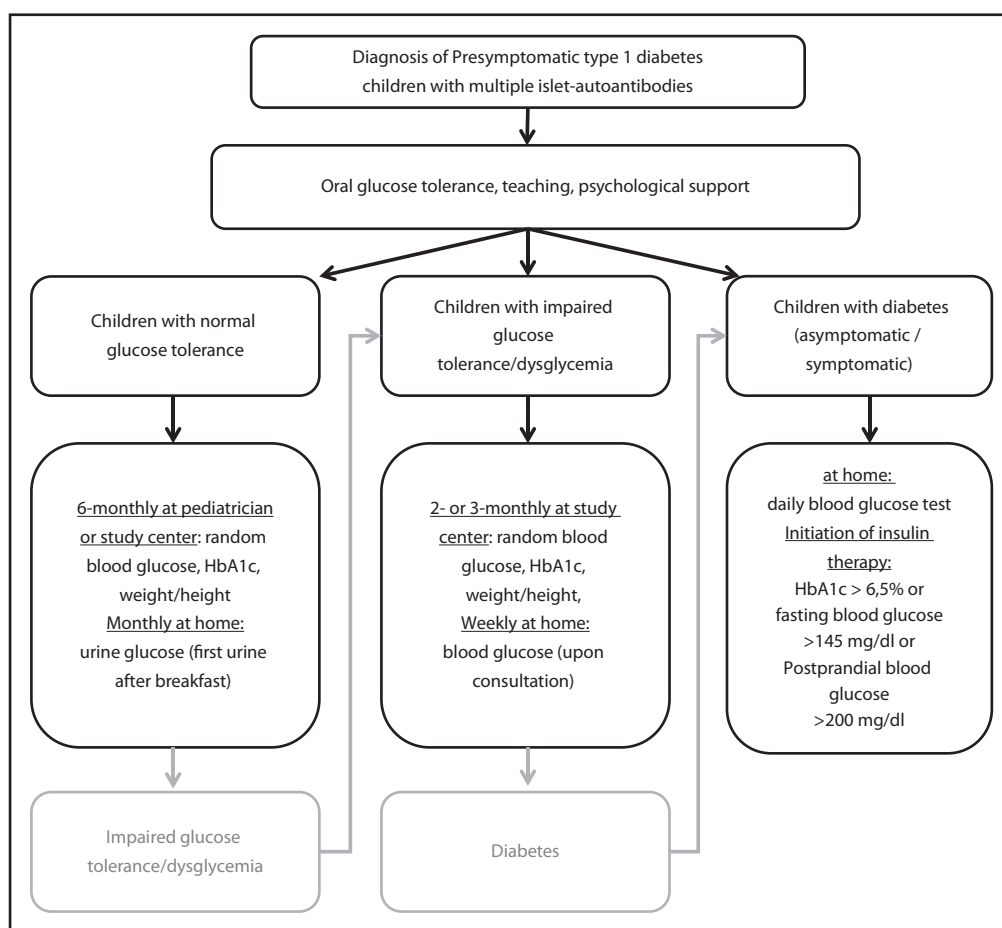 Diagnosis of Presymptomatic type 1 diabetes
children with multiple islet-autoantibodies
Oral glucose tolerance, teaching, psychological support
Children with normal
glucose tolerance
Children with impaired
glucose
tolerance/dysglycemia
Children with diabetes
(asymptomatic /
symptomatic)
6-monthly at pediatrician
or study center: random
blood glucose, HbA1c,
weight/height
Monthly at home:
urine glucose (first urine
after breakfast)
2- or 3-monthly at study
center: random blood
glucose, HbA1c,
weight/height,
Weekly at home:
blood glucose (upon
consultation)
at home:
daily blood glucose test
Initiation of insulin
therapy:
HbA1c > 6,5% or
fasting blood glucose
>145 mg/dl or
Postprandial blood
glucose
>200 mg/dl
Impaired glucose
tolerance/dysglycemia
Diabetes